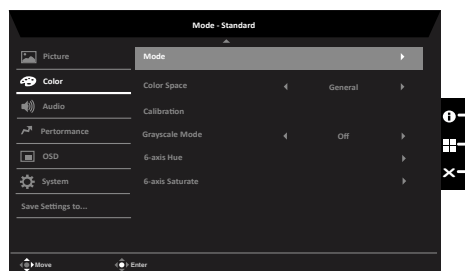 Mode - Standard
Picture
Mode
Color
Color Space General
Audio
Calibration
Pertormance
Grayscale Mode Off
OSD
6-axis Hue
System
6-axis Saturate
Save Settings to...
Move Enter